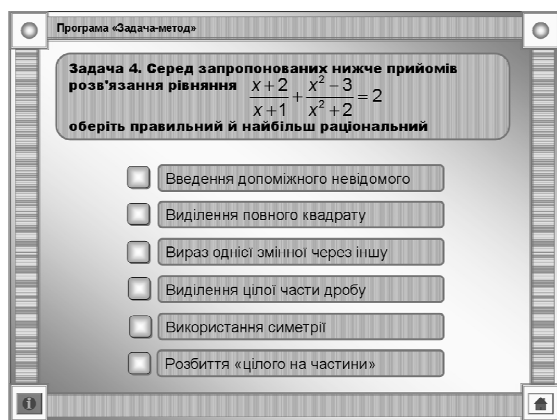 Програма «Задача-метод»
Задача 4. Серед запропонованих нижче прийомів
розв'язання рівняння (x+2)/(x+1) + (x²−3)/(x²+2) = 2
оберіть правильний й найбільш раціональний
Введення допоміжного невідомого
Виділення повного квадрату
Вираз однієї змінної через іншу
Виділення цілої части дробу
Використання симетрії
Розбиття «цілого на частини»